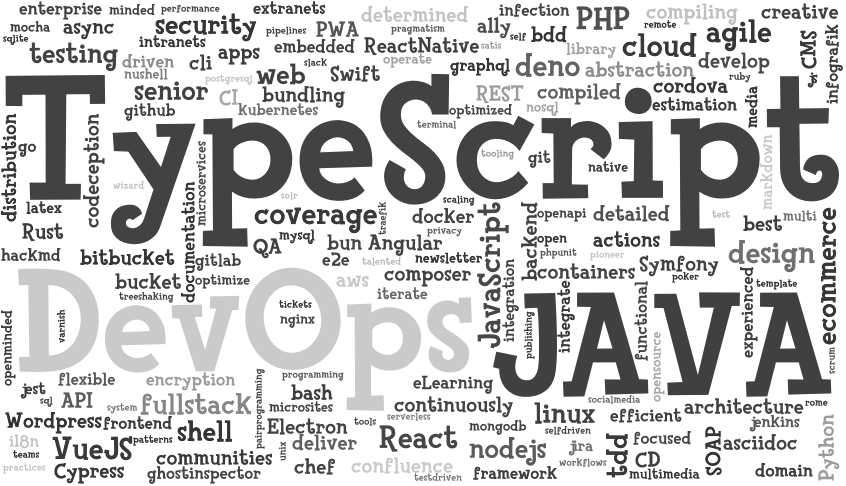 enterprise minded performance extranets determined infection PHP compiling creative
mocha async security pipelines PWA pragmatism ally self bdd remote agile
sqlite intranets apps embedded ReactNative satis library cloud CMS
testing driven cli slack operate graphql deno abstraction develop infografik
nushell postgresql web Swift ruby
senior CI bundling REST compiled cordova media
github Kubernetes optimized nosql estimation
TypeScript
terminal
distribution go codeception microservices tooling git native markdown
wizard solr
latex coverage traefik scaling docker JavaScript backend openapi detailed test best multi
Rust mysql privacy
QA bun Angular open actions ecommerce
hackmd bitbucket documentation gitlab e2e talented newsletter phpunit pioneer design
bucket optimize aws composer integration containers Symfony poker
treeshaking iterate experienced template
DevOps
JAVA
tickets
nginx
openminded varnish publishing integrate functional opensource scrum
jest flexible encryption pairprogramming programming eLearning socialmedia rome
sql API system fullstack bash continuously architecture
microsites serverless linux efficient
Wordpress frontend shell Electron tools mongodb selfdriven jenkins
i18n VueJS patterns unix deliver React nodejs jira tdd focused SOAP asciidoc Python
teams communities
practices Cypress ghostinspector chef confluence testdriven framework workflows CD multimedia domain